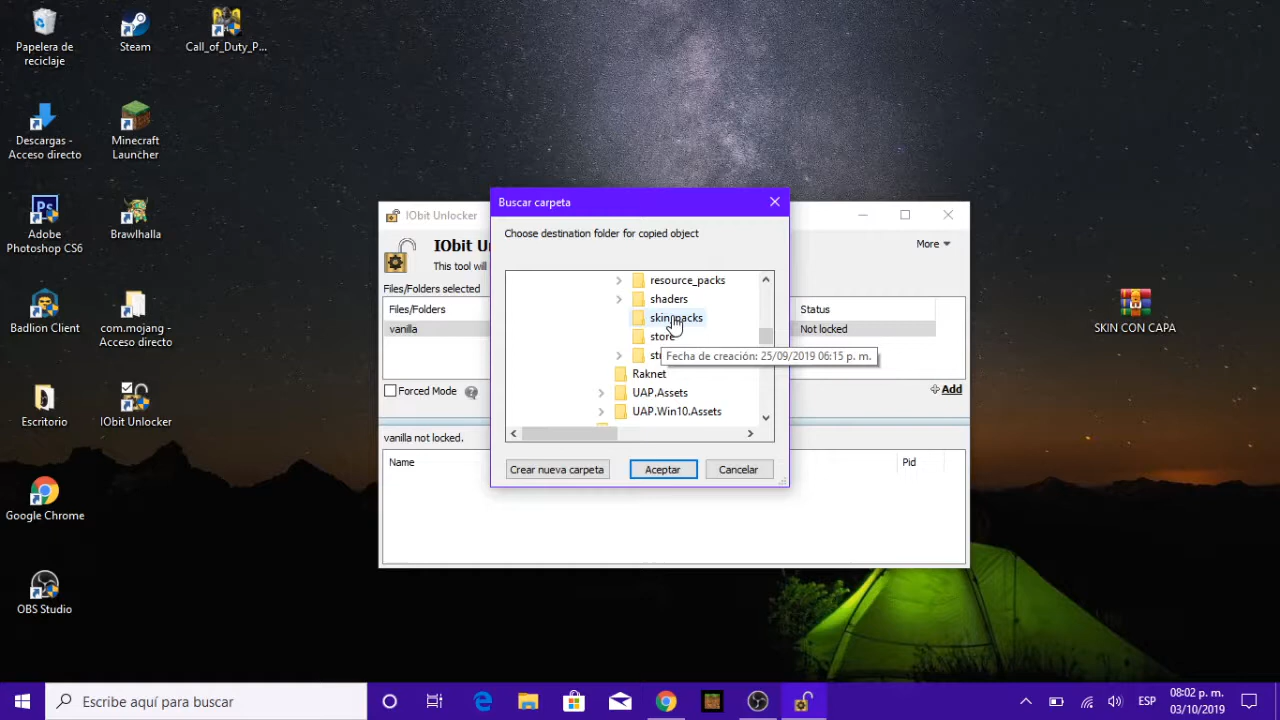 Papelera de
reciclaje
Steam
Call_of_Duty_P...
Descargas -
Acceso directo
Minecraft
Launcher
Adobe
Photoshop CS6
Brawlhalla
Badlion Client
com.mojang -
Acceso directo
Escritorio
IObit Unlocker
Google Chrome
OBS Studio
SKIN CON CAPA
IObit Unlocker
IObit
More
This tool will
Files/Folders selected
Files/Folders
Status
vanilla
Not locked
Forced Mode
Add
vanilla not locked.
Name
Pid
Buscar carpeta
Choose destination folder for copied object
resource_packs
shaders
skin_packs
store
Fecha de creación: 25/09/2019 06:15 p. m.
Raknet
UAP.Assets
UAP.Win10.Assets
Crear nueva carpeta
Aceptar
Cancelar
Escribe aquí para buscar
ESP
08:02 p. m.
03/10/2019